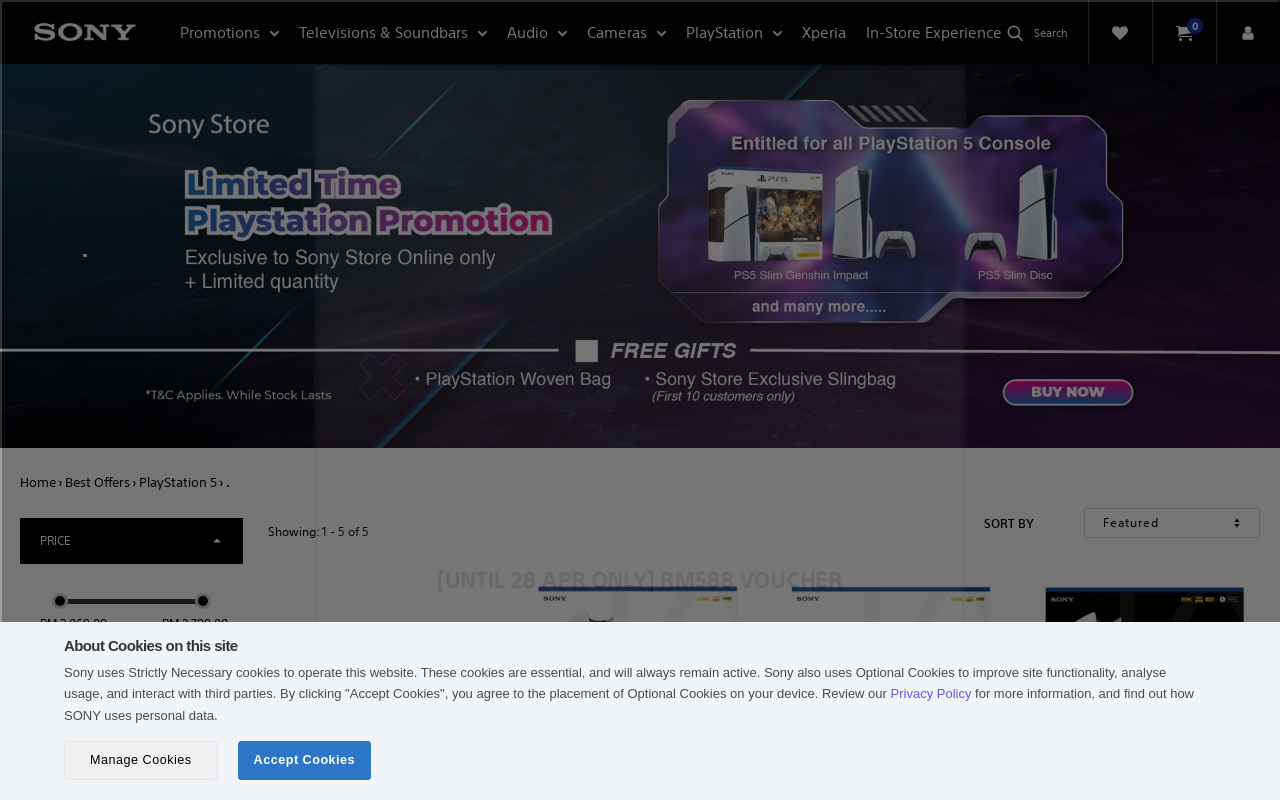 SONY
Promotions
Televisions & Soundbars
Audio
Cameras
PlayStation
Xperia
In-Store Experience
Search
0
Sony Store
Limited Time
Playstation Promotion
Exclusive to Sony Store Online only
+ Limited quantity
*T&C Applies. While Stock Lasts
Entitled for all PlayStation 5 Console
PS5 Slim Genshin Impact
PS5 Slim Disc
and many more.....
FREE GIFTS
• PlayStation Woven Bag
• Sony Store Exclusive Slingbag
(First 10 customers only)
BUY NOW
Home › Best Offers › PlayStation 5 › .
PRICE
Showing: 1 - 5 of 5
SORT BY
Featured
[UNTIL 28 APR ONLY] RM588 VOUCHER
SONY
SONY
SONY
About Cookies on this site
Sony uses Strictly Necessary cookies to operate this website. These cookies are essential, and will always remain active. Sony also uses Optional Cookies to improve site functionality, analyse
usage, and interact with third parties. By clicking "Accept Cookies", you agree to the placement of Optional Cookies on your device. Review our Privacy Policy for more information, and find out how
SONY uses personal data.
Manage Cookies
Accept Cookies